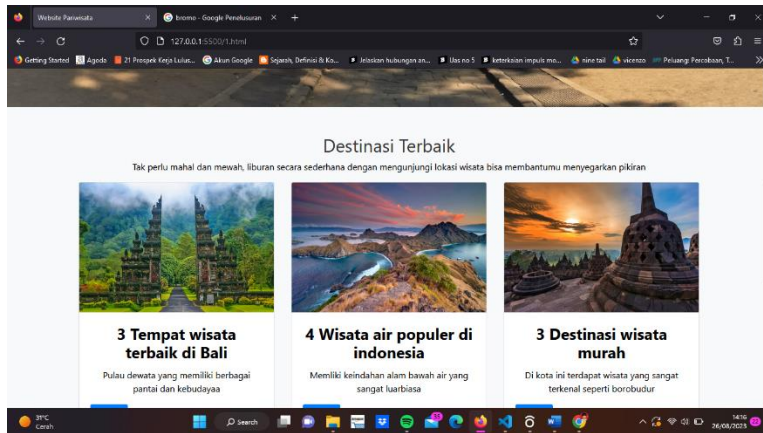 Website Pariwisata
bromo - Google Penelusuran
127.0.0.1:5500/1.html
Getting Started
Agoda
21 Prospek Kerja Lulus...
Akun Google
Sejarah, Definisi & Ko...
Jelaskan hubungan an...
Uas no 5
keterkaian impuls mo...
nine tail
vicenzo
Peluang: Percobaan, T...
Destinasi Terbaik
Tak perlu mahal dan mewah, liburan secara sederhana dengan mengunjungi lokasi wisata bisa membantumu menyegarkan pikiran
3 Tempat wisata
terbaik di Bali
Pulau dewata yang memiliki berbagai
pantai dan kebudayaa
4 Wisata air populer di
indonesia
Memliki keindahan alam bawah air yang
sangat luarbiasa
3 Destinasi wisata
murah
Di kota ini terdapat wisata yang sangat
terkenal seperti borobudur
31°C
Cerah
Search
14:16
26/08/2023